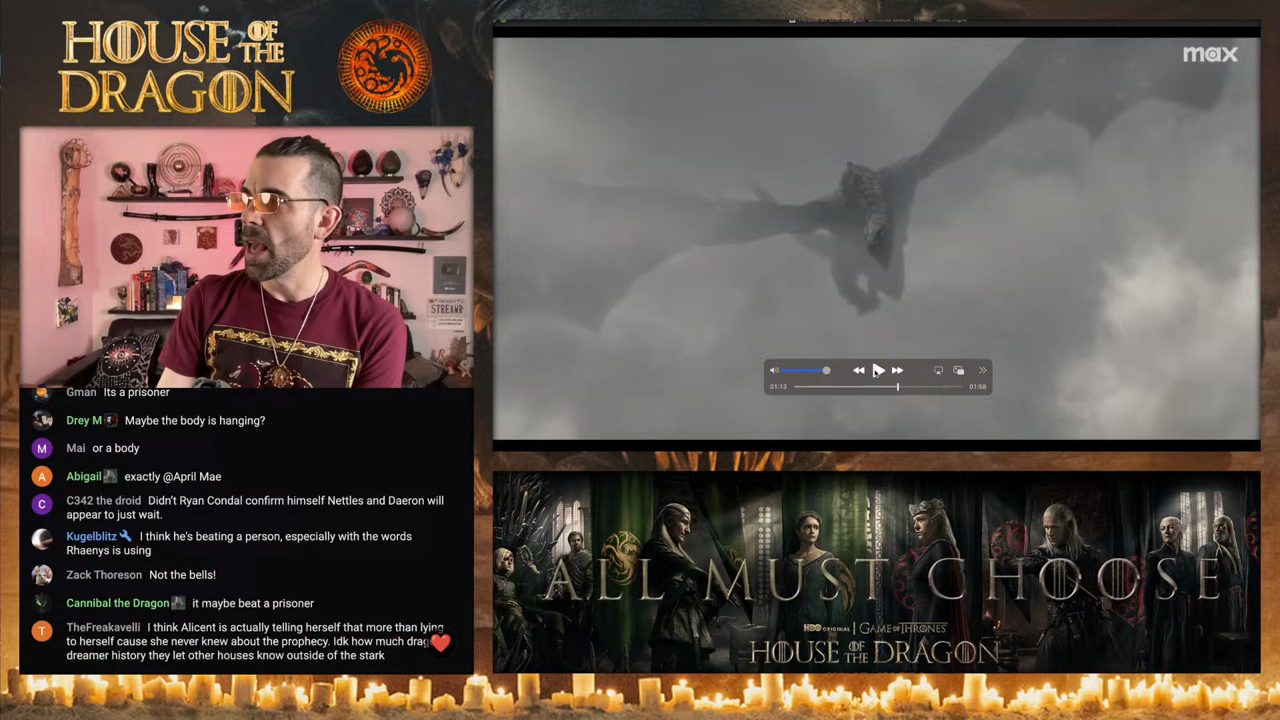 HOUSE OF THE
DRAGON
max
01:13
01:58
STREAMR
Gman Its a prisoner
Drey M Maybe the body is hanging?
M Mai or a body
A Abigail exactly @April Mae
C C342 the droid Didn't Ryan Condal confirm himself Nettles and Daeron will
appear to just wait.
Kugelblitz I think he's beating a person, especially with the words
Rhaenys is using
Zack Thoreson Not the bells!
Cannibal the Dragon it maybe beat a prisoner
T TheFreakavelli I think Alicent is actually telling herself that more than lying
to herself cause she never knew about the prophecy. Idk how much drag
dreamer history they let other houses know outside of the stark
ALL MUST CHOOSE
HBO ORIGINAL | GAME OF THRONES
HOUSE OF THE DRAGON